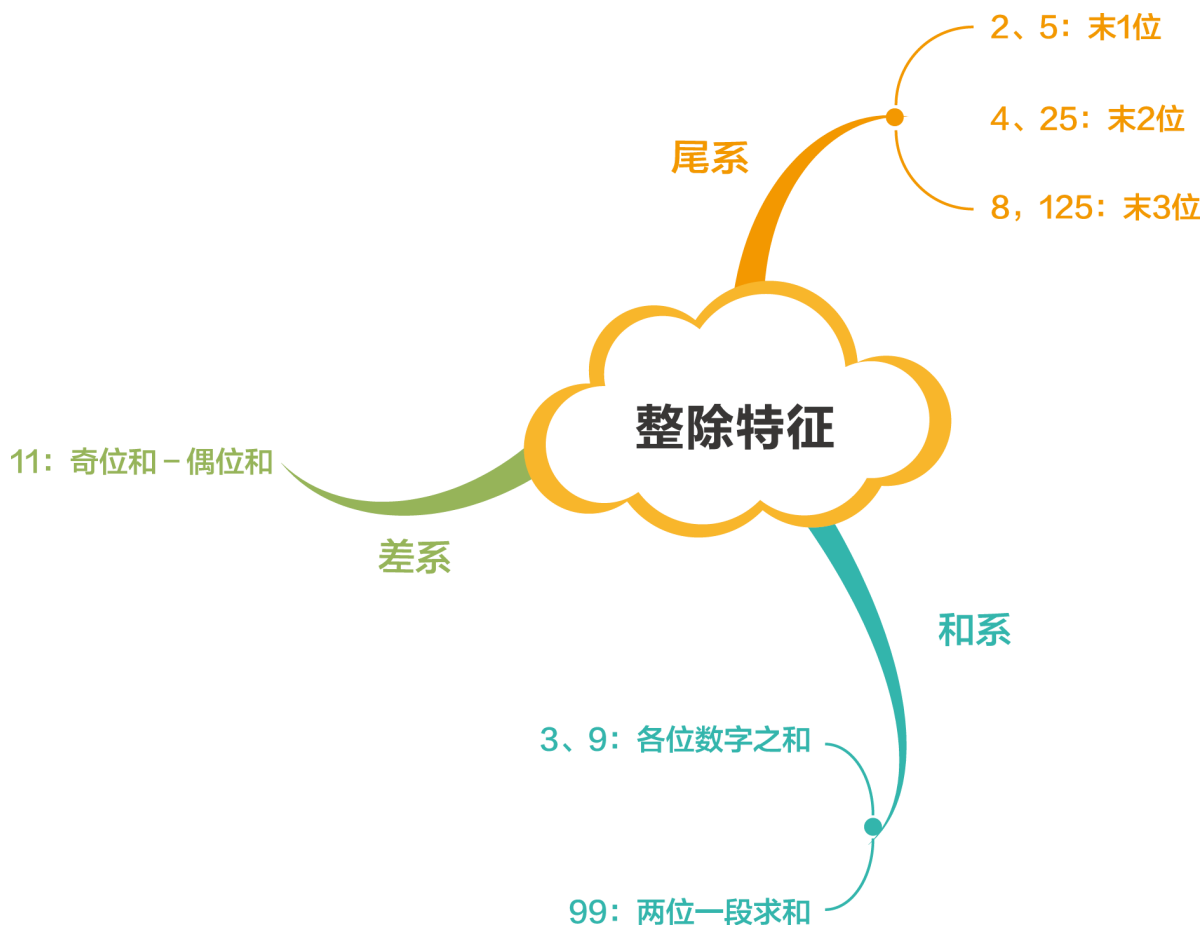 2、5：末1位
4、25：末2位
尾系
8，125：末3位
整除特征
11：奇位和－偶位和
差系
和系
3、9：各位数字之和
99：两位一段求和